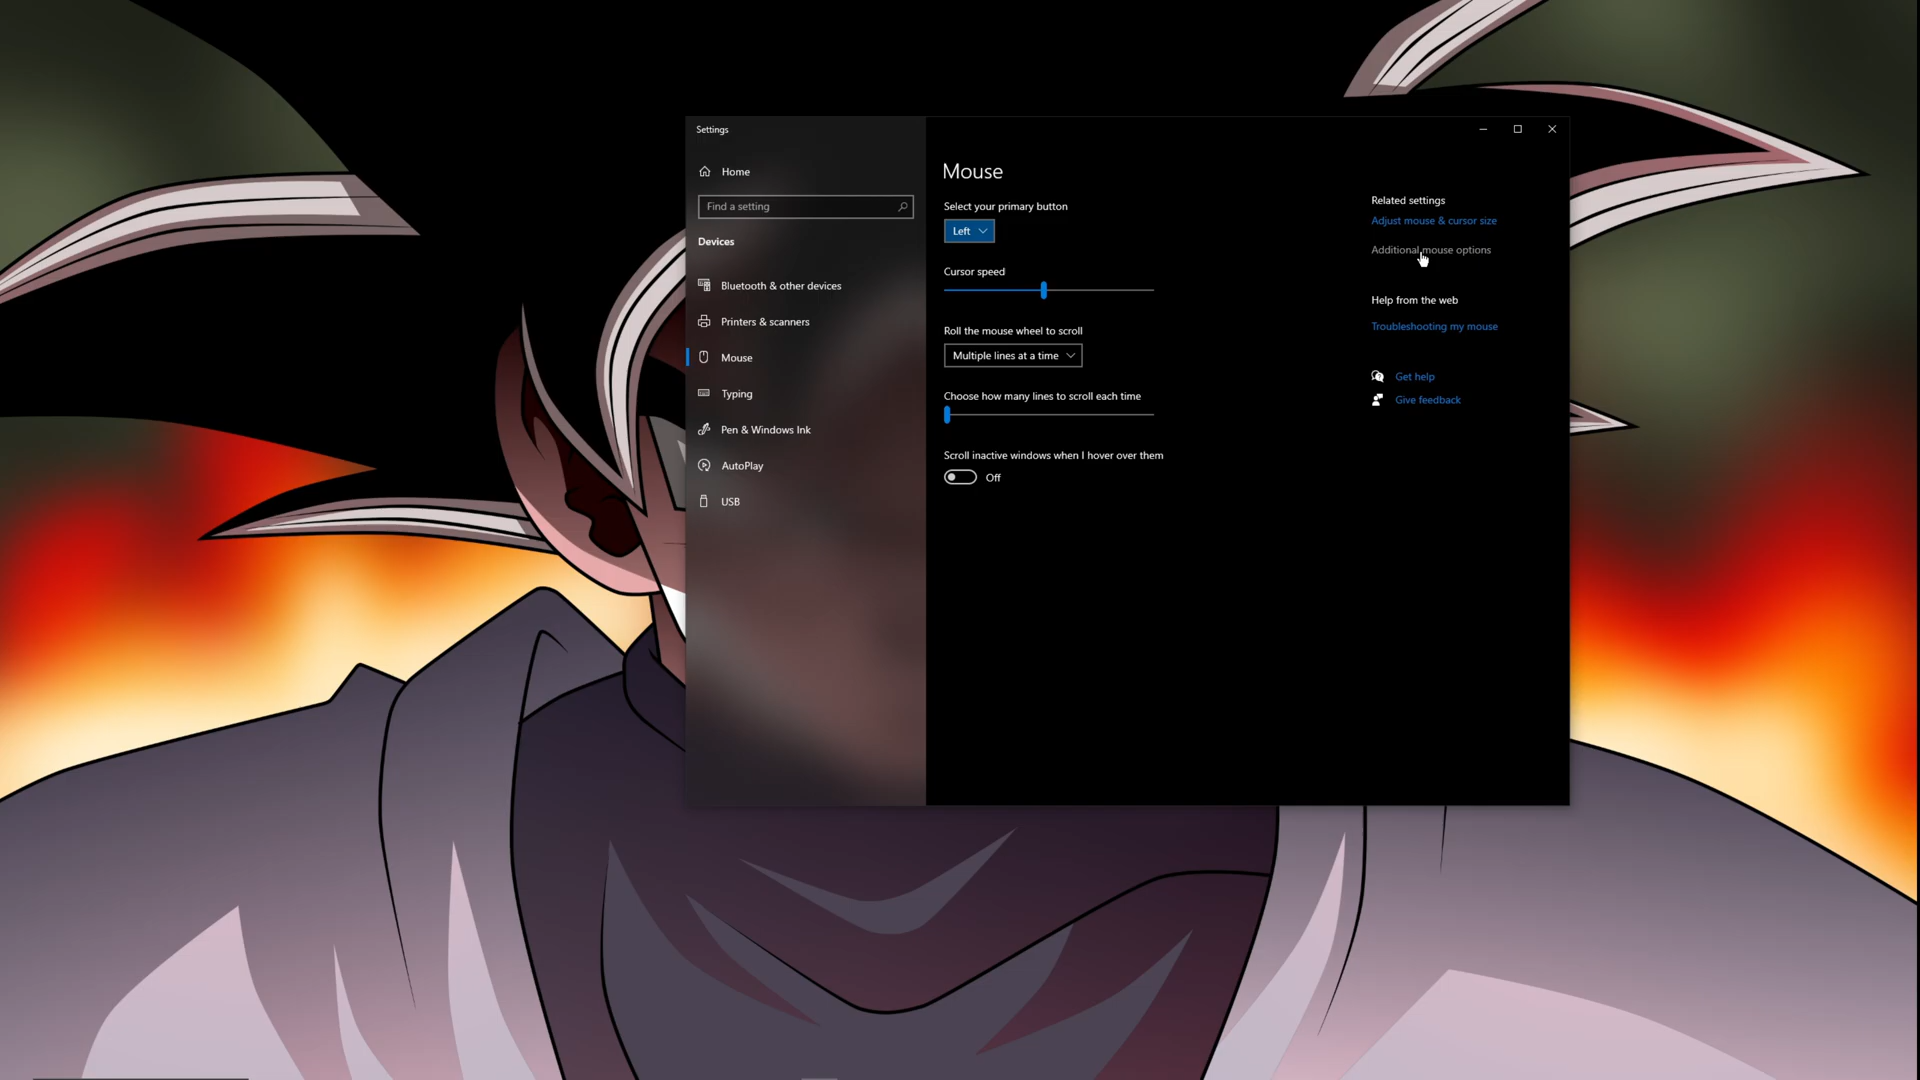 Settings
Home
Find a setting
Devices
Bluetooth & other devices
Printers & scanners
Mouse
Typing
Pen & Windows Ink
AutoPlay
USB
Mouse
Select your primary button
Left
Cursor speed
Roll the mouse wheel to scroll
Multiple lines at a time
Choose how many lines to scroll each time
Scroll inactive windows when I hover over them
Off
Related settings
Adjust mouse & cursor size
Additional mouse options
Help from the web
Troubleshooting my mouse
Get help
Give feedback